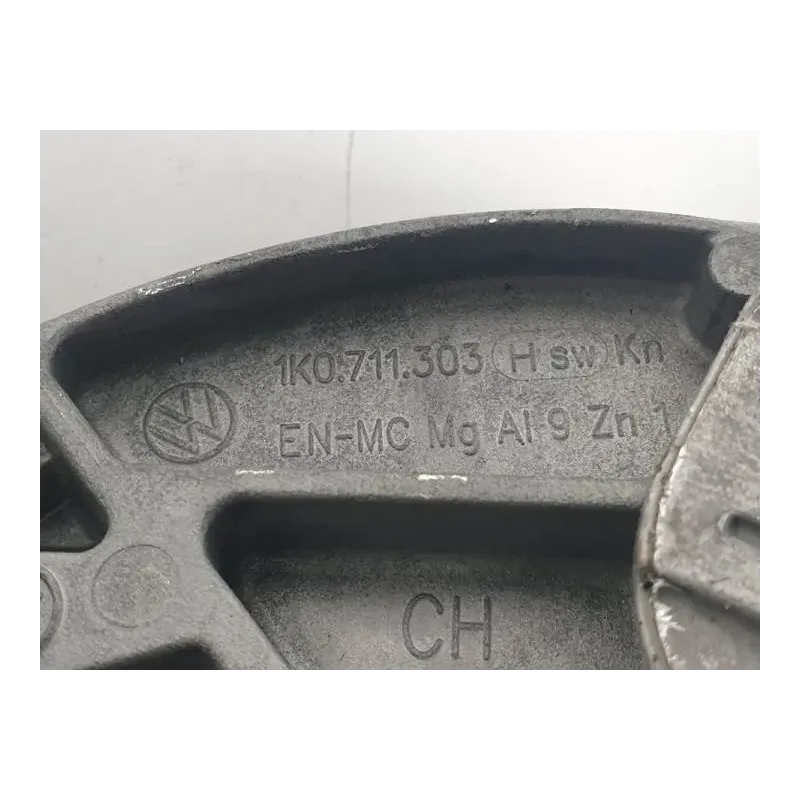 1K0.711.303 H sw Kn
EN-MC Mg Al 9 Zn 1
CH